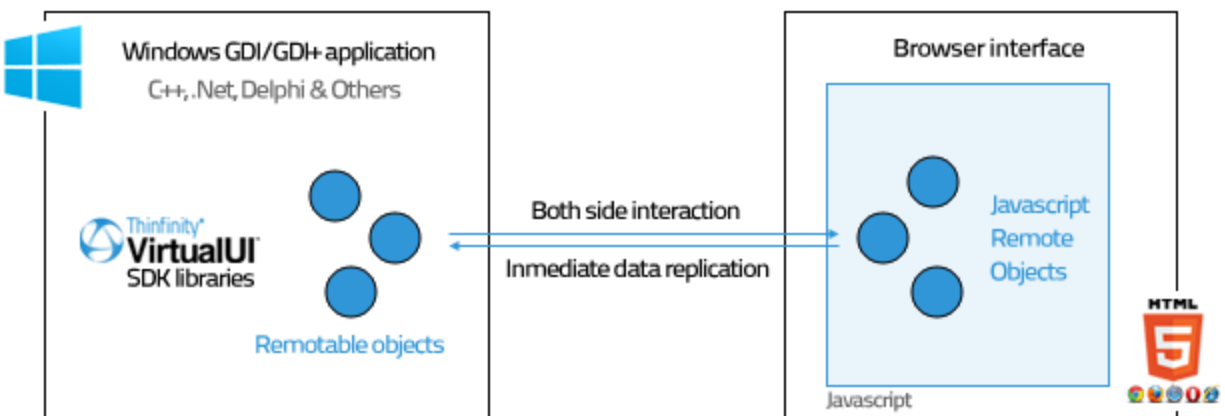 Windows GDI/GDI+ application
C++, .Net, Delphi & Others
Thinfinity®
VirtualUI™
SDK libraries
Remotable objects
Both side interaction
Inmediate data replication
Browser interface
Javascript
Remote
Objects
Javascript
HTML
5